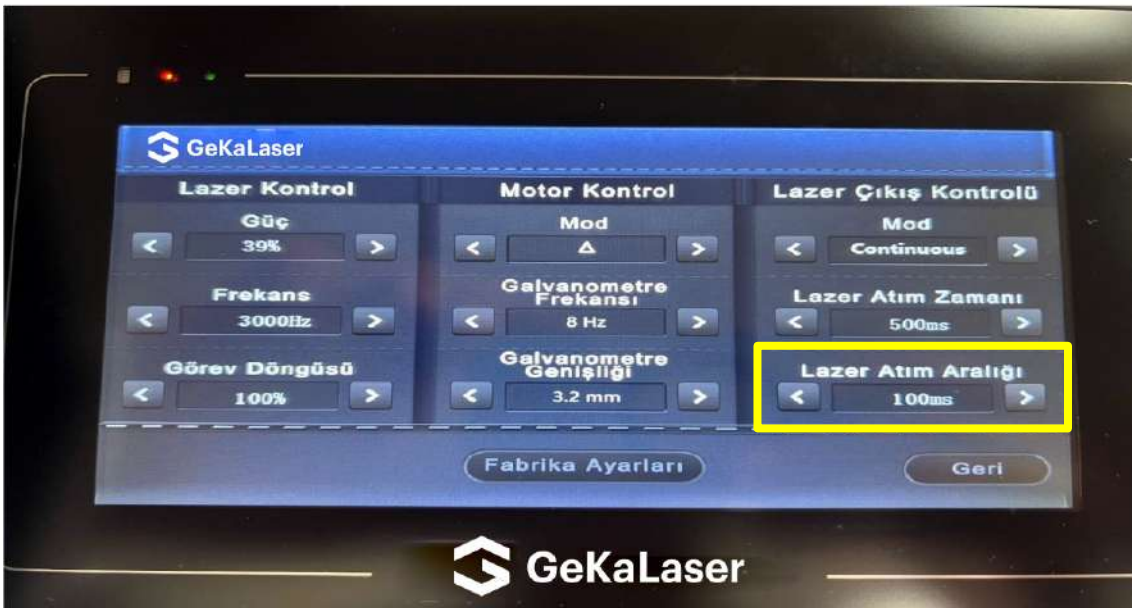 GeKaLaser
Lazer Kontrol
Güç
39%
Frekans
3000Hz
Görev Döngüsü
100%
Motor Kontrol
Mod
Δ
Galvanometre
Frekansı
8 Hz
Galvanometre
Genişliği
3.2 mm
Lazer Çıkış Kontrolü
Mod
Continuous
Lazer Atım Zamanı
500ms
Lazer Atım Aralığı
100ms
Fabrika Ayarları
Geri
GeKaLaser